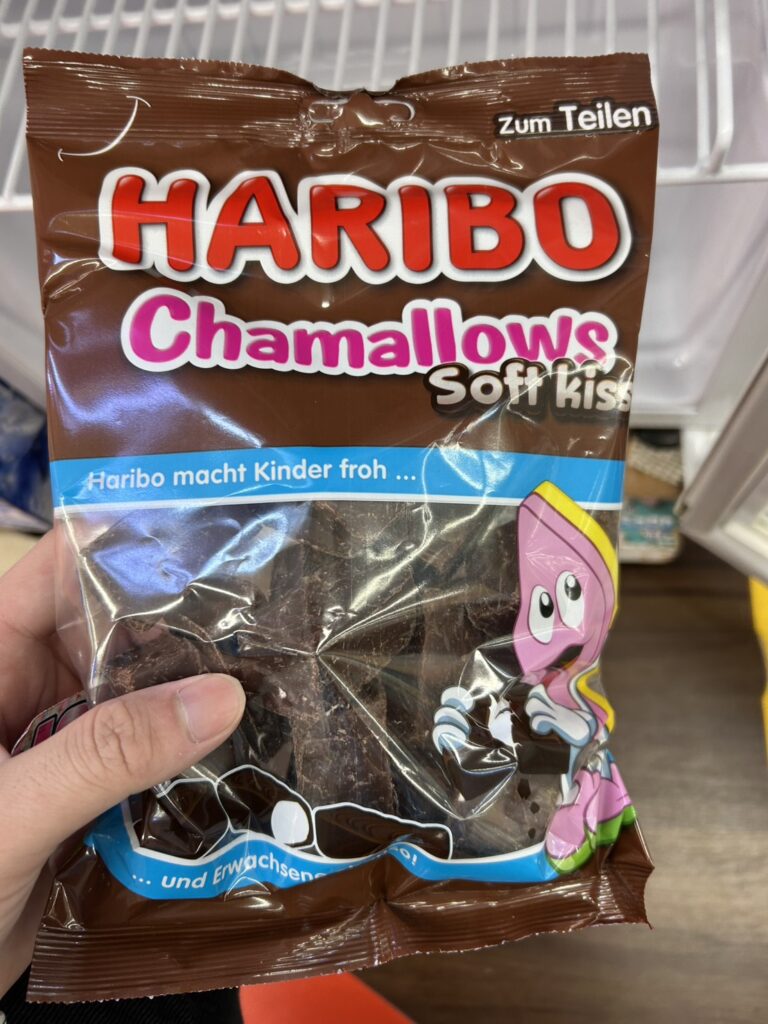 Zum Teilen
HARIBO
Chamallows
Soft kiss
Haribo macht Kinder froh ...
... und Erwachsene